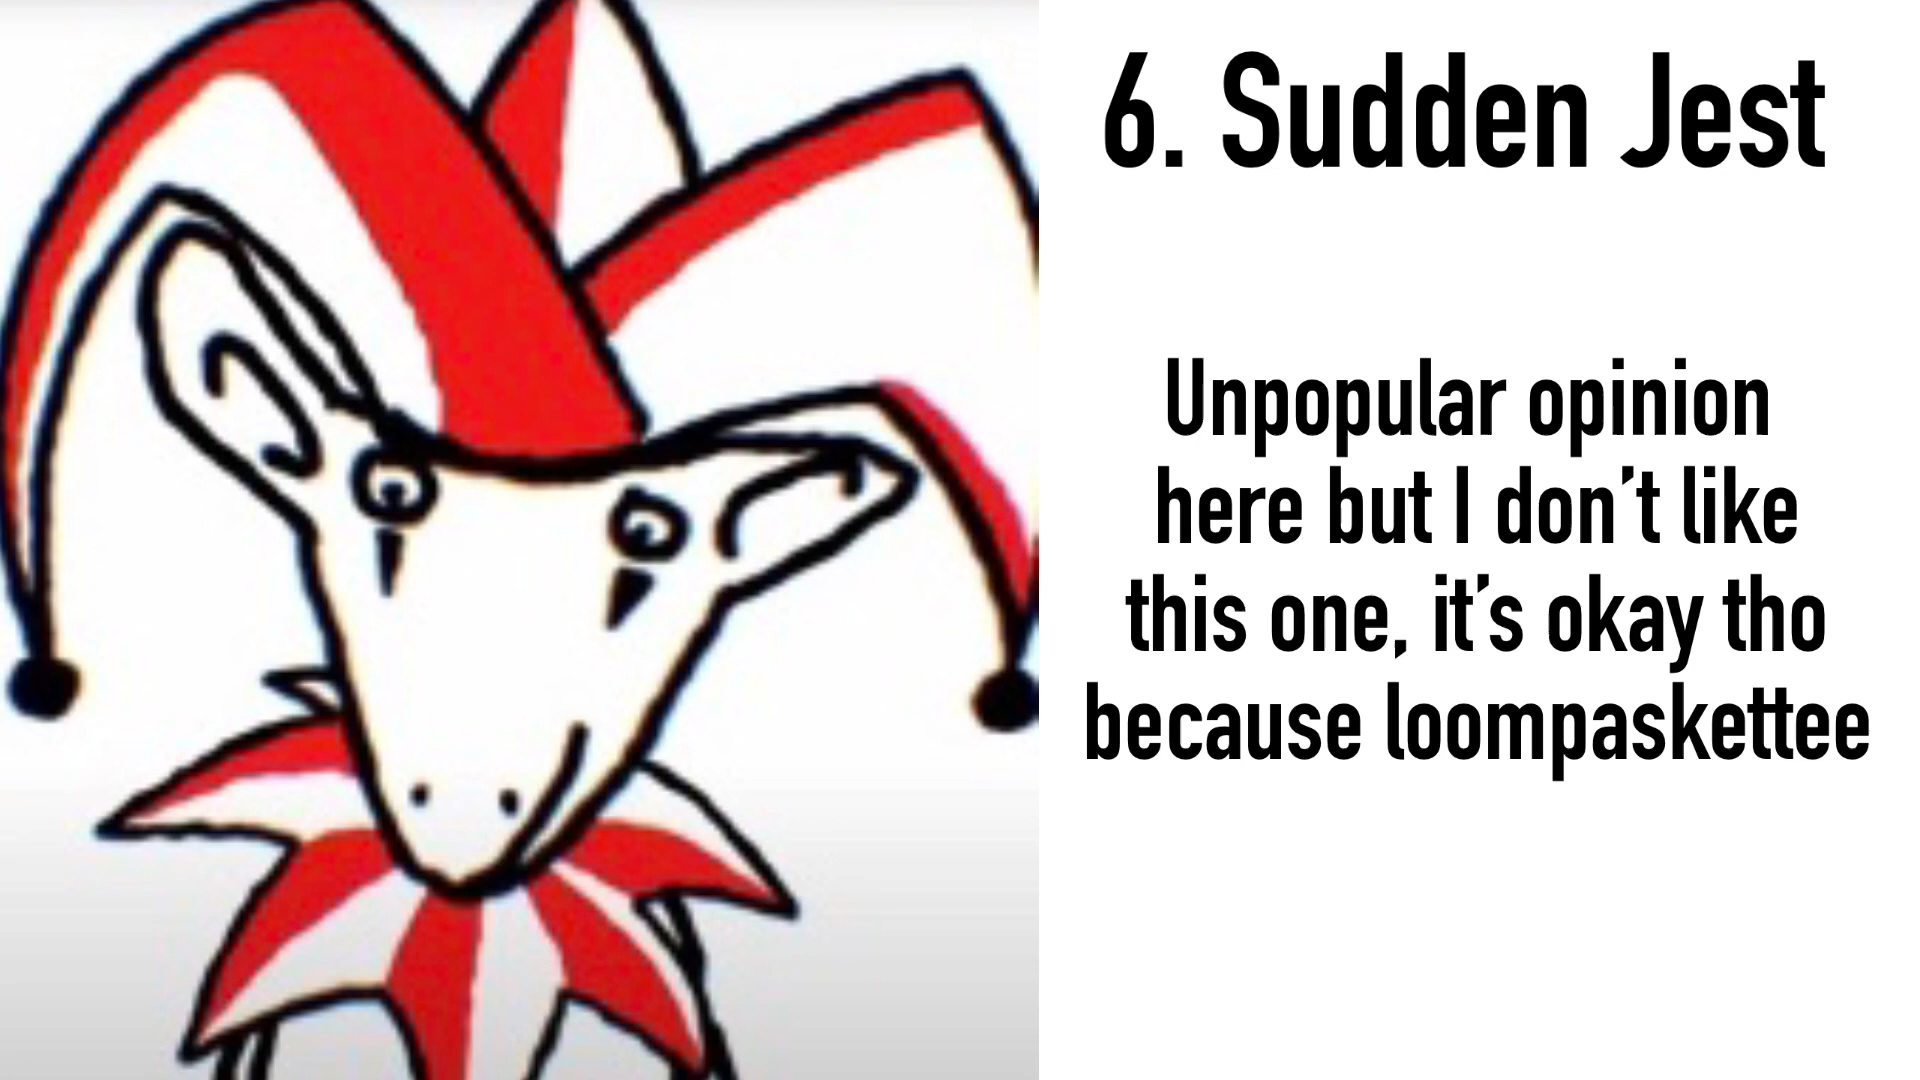 6. Sudden Jest
Unpopular opinion
here but I don't like
this one, it's okay tho
because loompaskettee